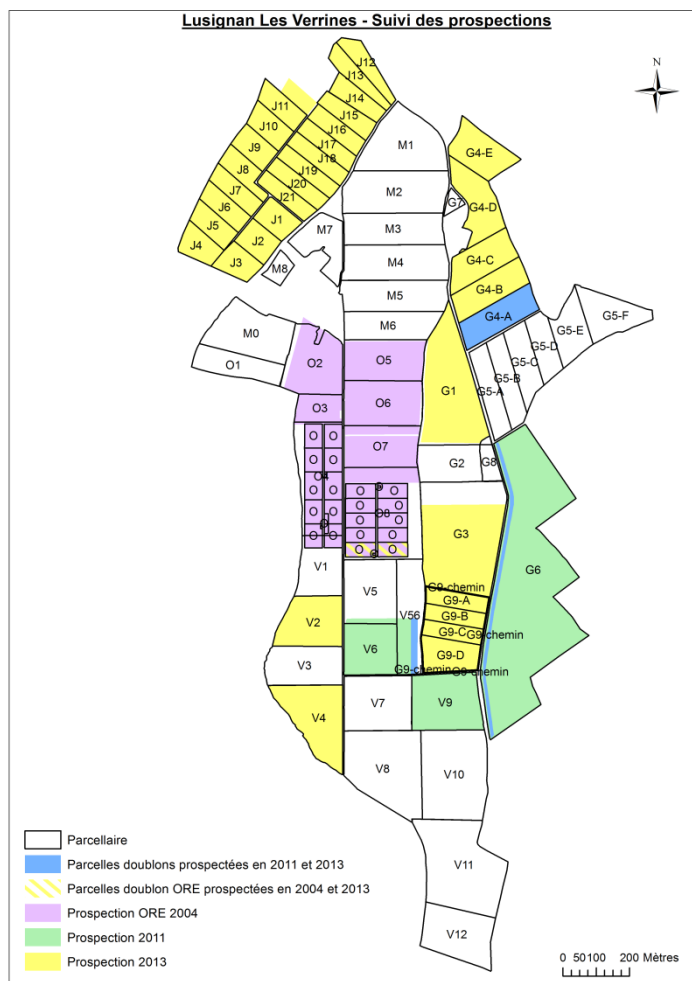 Lusignan Les Verrines - Suivi des prospections
N
J12
J13
J14
J15
J16
J17
J18
J19
J20
J21
J11
J10
J9
J8
J7
J6
J5
J4
J1
J2
J3
M1
M2
M3
M4
M5
M6
M7
M8
M0
O1
O2
O3
O5
O6
O7
G4-E
G7
G4-D
G4-C
G4-B
G4-A
G5-F
G5-E
G5-D
G5-C
G5-B
G5-A
G1
G2
G8
G3
G6
O O
O O
O4
O O
O O
O
O O
O O
O O
O8
O O
O O
O O
V1
V2
V3
V4
V5
V56
V6
G9-chemin
G9-A
G9-B
G9-C
G9-chemin
G9-D
G9-chemin
G9-chemin
V7
V9
V8
V10
V11
V12
Parcellaire
Parcelles doublons prospectées en 2011 et 2013
Parcelles doublon ORE prospectées en 2004 et 2013
Prospection ORE 2004
Prospection 2011
Prospection 2013
0 50100 200 Mètres